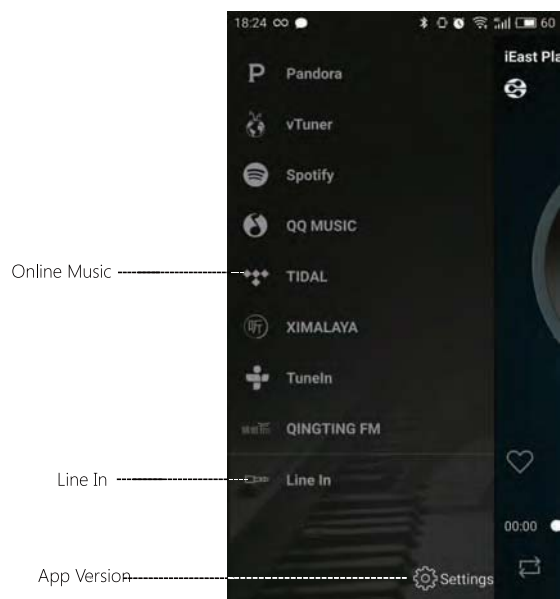 18:24
60
iEast Pla
Pandora
vTuner
Spotify
QQ MUSIC
Online Music
TIDAL
听
XIMALAYA
TuneIn
QINGTING FM
Line In
Line In
00:00
App Version
Settings